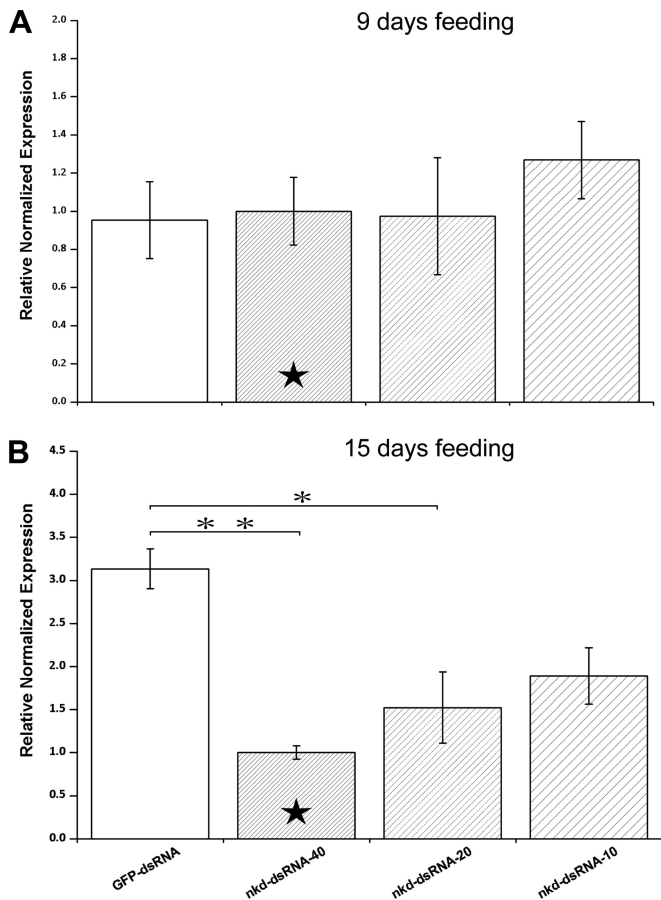 A
9 days feeding
Relative Normalized Expression
2.0
1.8
1.6
1.4
1.2
1.0
0.8
0.6
0.4
0.2
0.0
B
15 days feeding
Relative Normalized Expression
4.5
4.0
3.5
3.0
2.5
2.0
1.5
1.0
0.5
0.0
*
* *
GFP-dsRNA
nkd-dsRNA-40
nkd-dsRNA-20
nkd-dsRNA-10